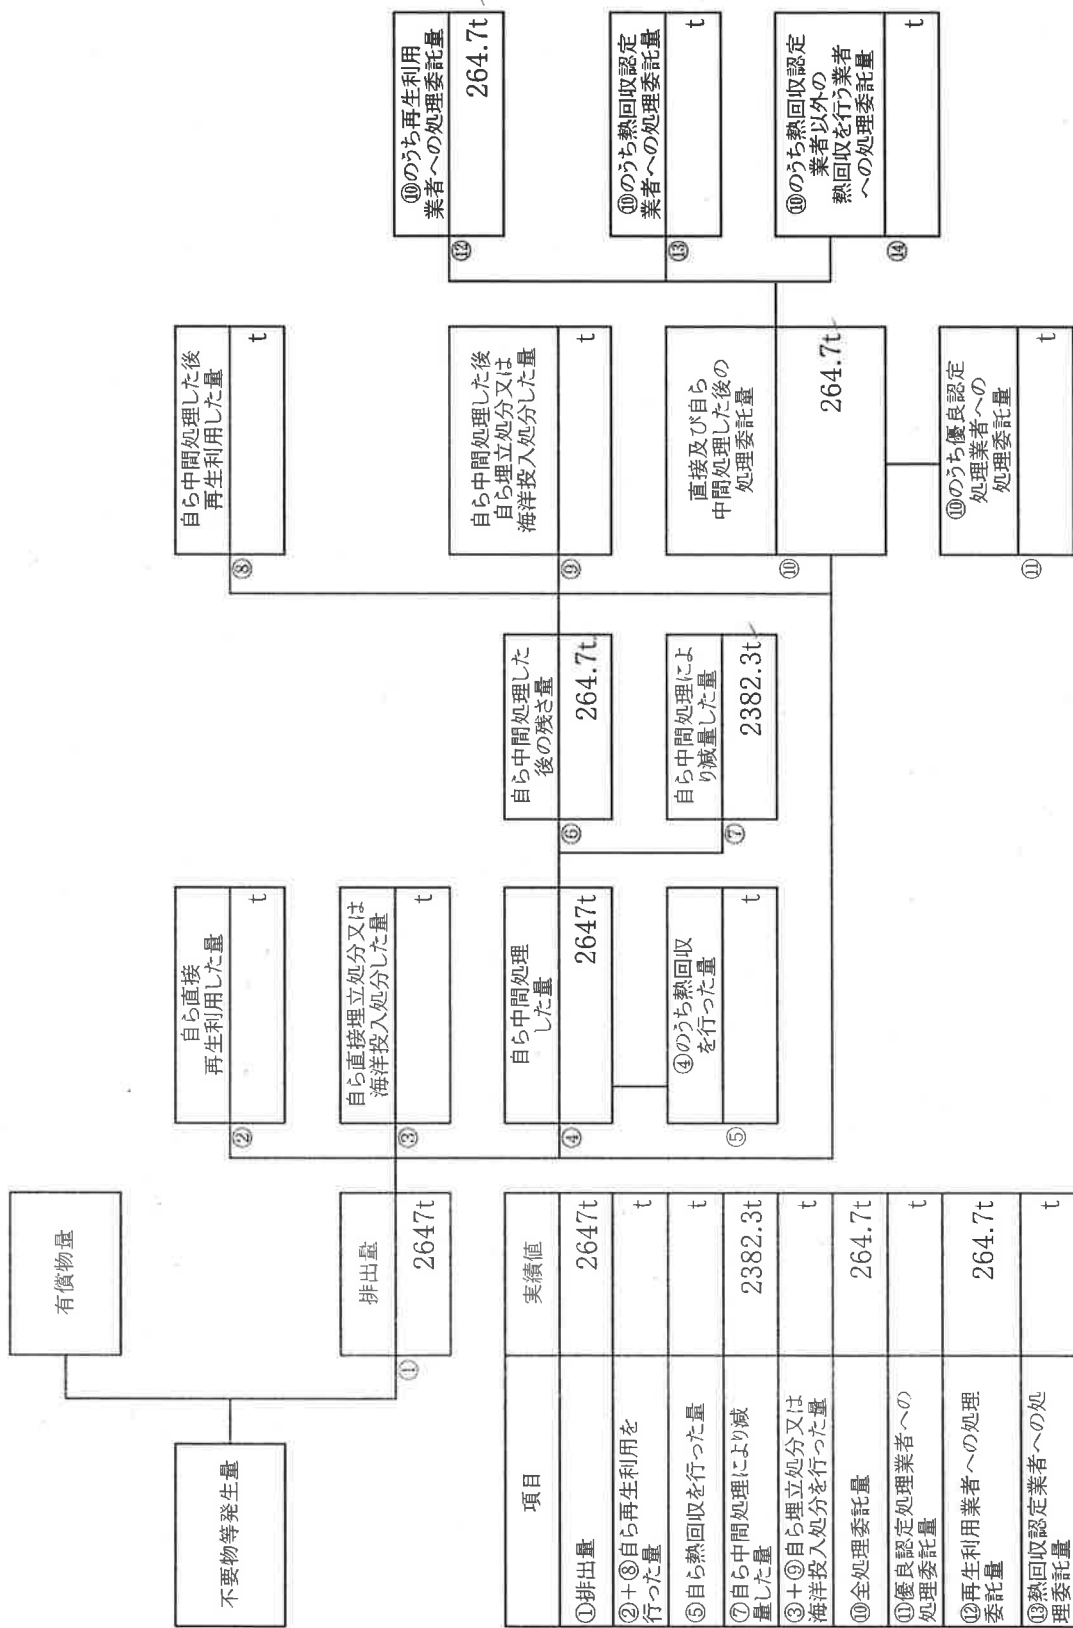 不要物等発生量
有償物量
①
排出量
2647t
②
自ら直接
再生利用した量
t
③
自ら直接埋立処分又は
海洋投入処分した量
t
④
自ら中間処理
した量
2647t
⑤
④のうち熱回収
を行った量
t
⑥
自ら中間処理した
後の残さ量
264.7t
⑦
自ら中間処理によ
り減量した量
2382.3t
⑧
自ら中間処理した後
再生利用した量
t
⑨
自ら中間処理した後
自ら埋立処分又は
海洋投入処分した量
t
⑩
直接及び自ら
中間処理した後の
処理委託量
264.7t
⑪
⑩のうち優良認定
処理業者への
処理委託量
t
⑫
⑩のうち再生利用
業者への処理委託量
264.7t
⑬
⑩のうち熱回収認定
業者への処理委託量
t
⑭
⑩のうち熱回収認定
業者以外の
熱回収を行う業者
への処理委託量
t
項目 実績値
①排出量 2647t
②+⑧自ら再生利用を
行った量 t
⑤自ら熱回収を行った量 t
⑦自ら中間処理により減
量した量 2382.3t
③+⑨自ら埋立処分又は
海洋投入処分を行った量 t
⑩全処理委託量 264.7t
⑪優良認定処理業者への
処理委託量 t
⑫再生利用業者への処理
委託量 264.7t
⑬熱回収認定業者への処
理委託量 t